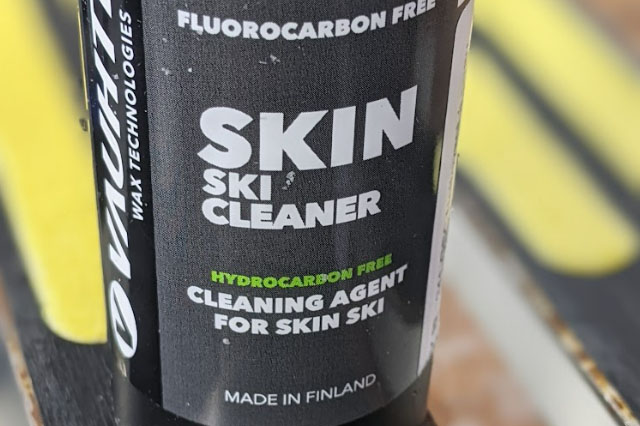 FLUOROCARBON FREE
SKIN
SKI
CLEANER
HYDROCARBON FREE
CLEANING AGENT
FOR SKIN SKI
MADE IN FINLAND
WAX TECHNOLOGIES